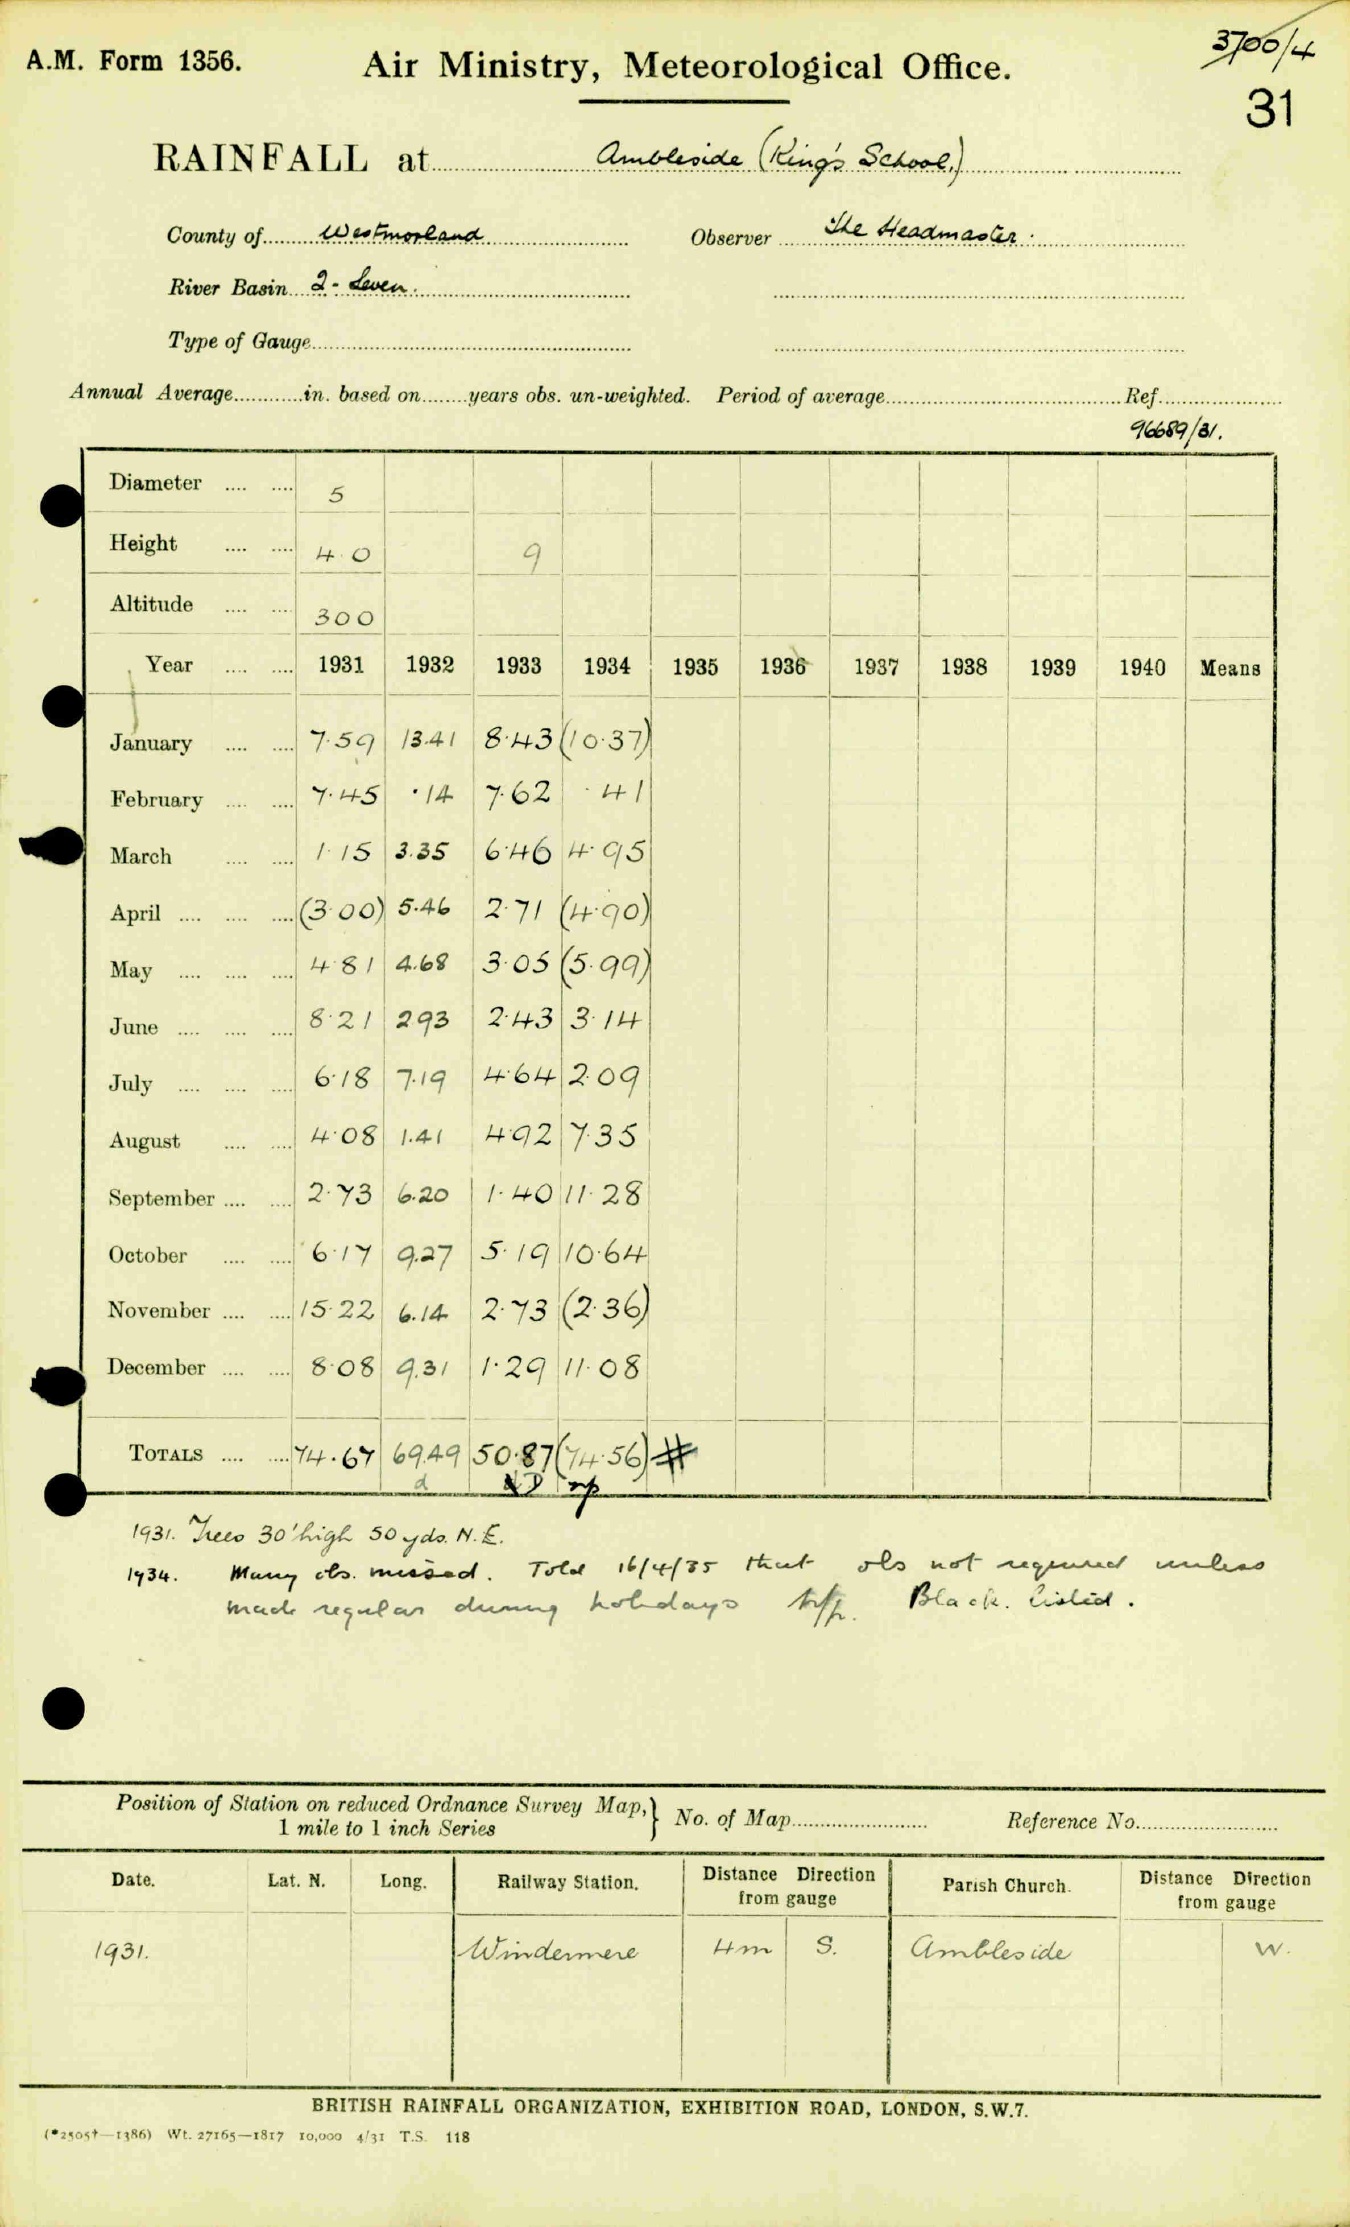 3700/4
A.M. Form 1356.
Air Ministry, Meteorological Office.
31
RAINFALL at Ambleside (King's School.)
County of Westmorland Observer The Headmaster.
River Basin 2 - Leven.
Type of Gauge
Annual Average in. based on years obs. un-weighted. Period of average Ref.
96689/31.
Diameter 5
Height 4.0 9
Altitude 300
Year 1931 1932 1933 1934 1935 1936 1937 1938 1939 1940 Means
January 7.59 13.41 8.43 (10.37)
February 7.45 .14 7.62 .41
March 1.15 3.35 6.46 4.95
April (3.00) 5.46 2.71 (4.90)
May 4.81 4.68 3.05 (5.99)
June 8.21 2.93 2.43 3.14
July 6.18 7.19 4.64 2.09
August 4.08 1.41 4.92 7.35
September 2.73 6.20 1.40 11.28
October 6.17 9.27 5.19 10.64
November 15.22 6.14 2.73 (2.36)
December 8.08 9.31 1.29 11.08
TOTALS 74.67 69.49 50.87 (74.56) #
d D
1931. Trees 30' high 50 yds. N.E.
1934. Many obs. missed. Told 16/4/35 that obs not required unless
made regular during holidays Black. listed.
Position of Station on reduced Ordnance Survey Map,
1 mile to 1 inch Series } No. of Map Reference No.
Date. Lat. N. Long. Railway Station. Distance Direction from gauge Parish Church. Distance Direction from gauge
1931. Windermere 4m S. Ambleside W.
BRITISH RAINFALL ORGANIZATION, EXHIBITION ROAD, LONDON, S.W.7.
(*2505†—1386) Wt. 27165—1817 10,000 4/31 T.S. 118